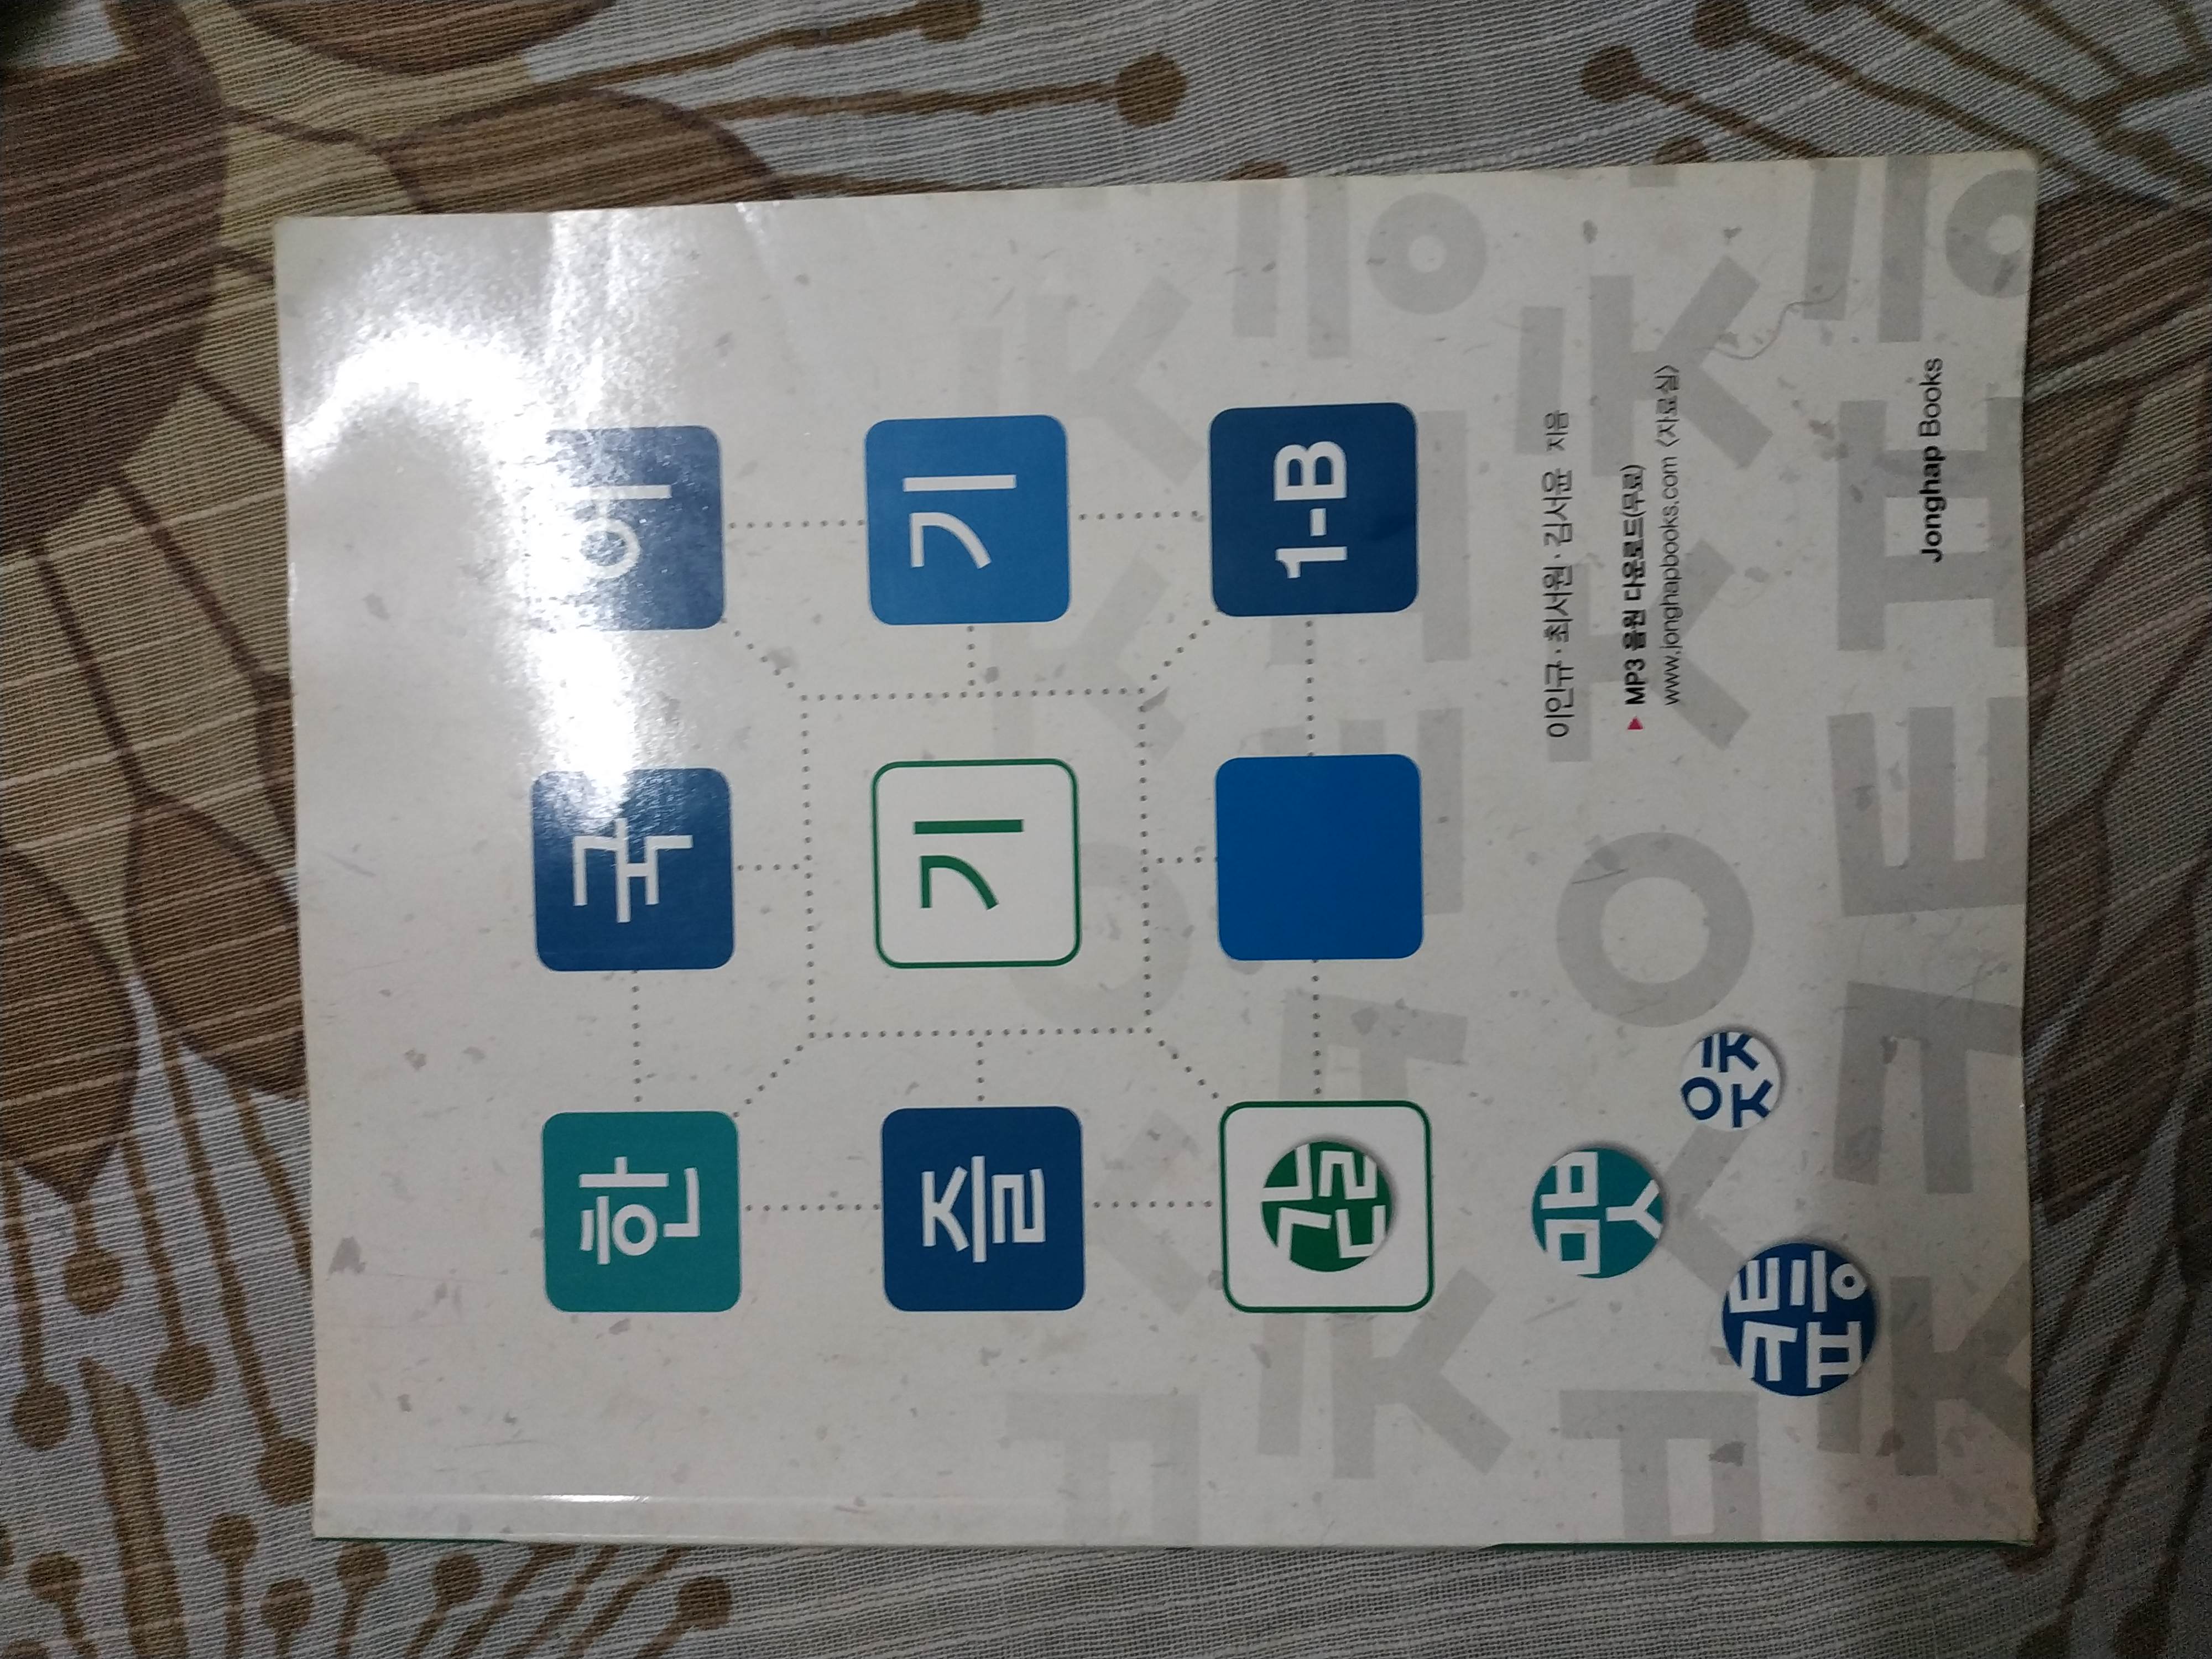 한 국 어
즐 기 기
1-B
이인규·최서원·김서윤 지음
▶ MP3 음원 다운로드(무료)
www.jonghapbooks.com 〈자료실〉
Jonghap Books